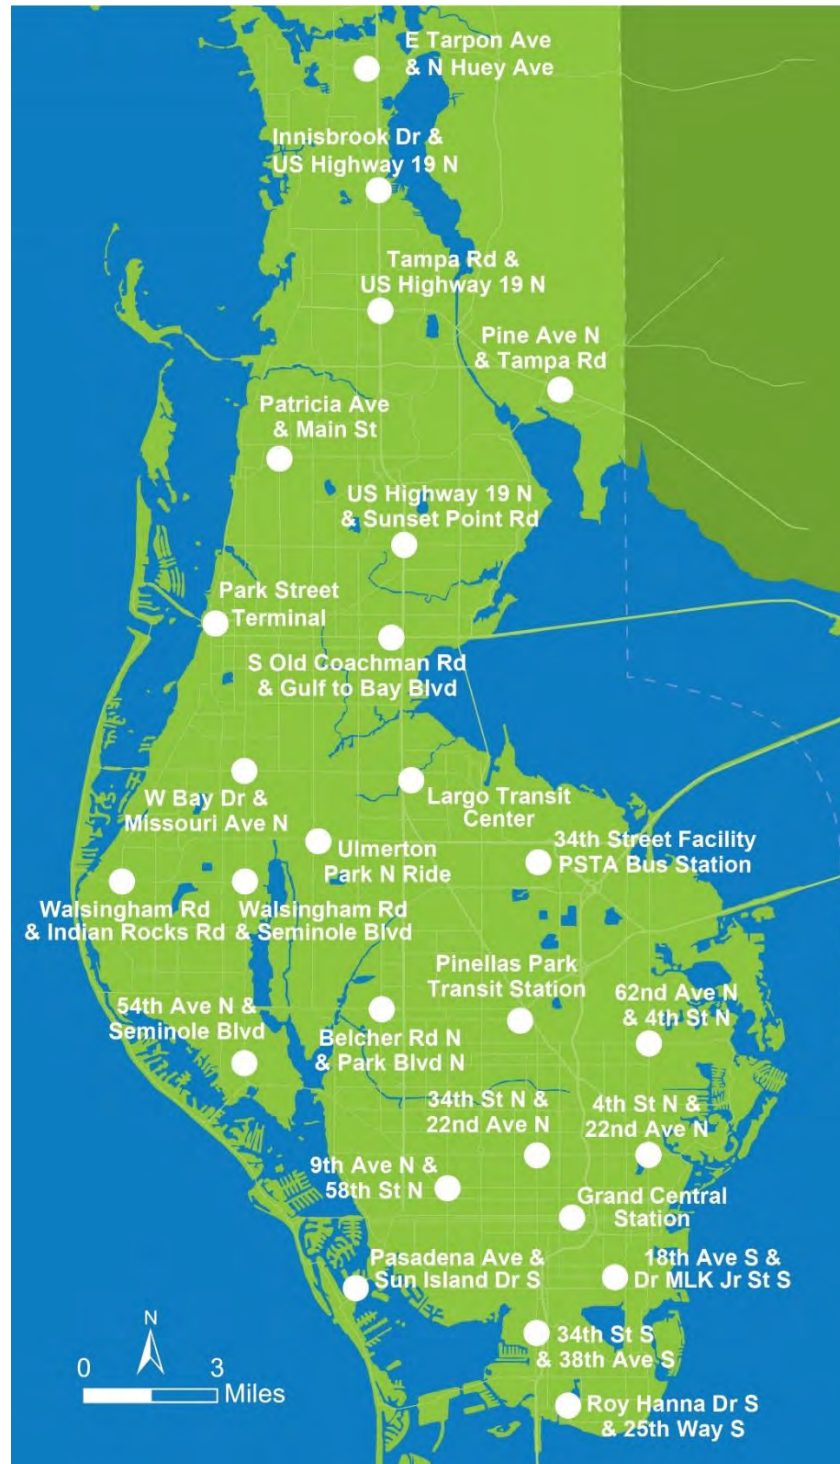 E Tarpon Ave
& N Huey Ave
Innisbrook Dr &
US Highway 19 N
Tampa Rd &
US Highway 19 N
Pine Ave N
& Tampa Rd
Patricia Ave
& Main St
US Highway 19 N
& Sunset Point Rd
Park Street
Terminal
S Old Coachman Rd
& Gulf to Bay Blvd
W Bay Dr &
Missouri Ave N
Largo Transit
Center
Ulmerton
Park N Ride
34th Street Facility
PSTA Bus Station
Walsingham Rd
& Indian Rocks Rd
Walsingham Rd
& Seminole Blvd
Pinellas Park
Transit Station
54th Ave N &
Seminole Blvd
Belcher Rd N
& Park Blvd N
62nd Ave N
& 4th St N
34th St N &
22nd Ave N
4th St N &
22nd Ave N
9th Ave N &
58th St N
Grand Central
Station
Pasadena Ave &
Sun Island Dr S
18th Ave S &
Dr MLK Jr St S
34th St S
& 38th Ave S
Roy Hanna Dr S
& 25th Way S
N
0 3
Miles